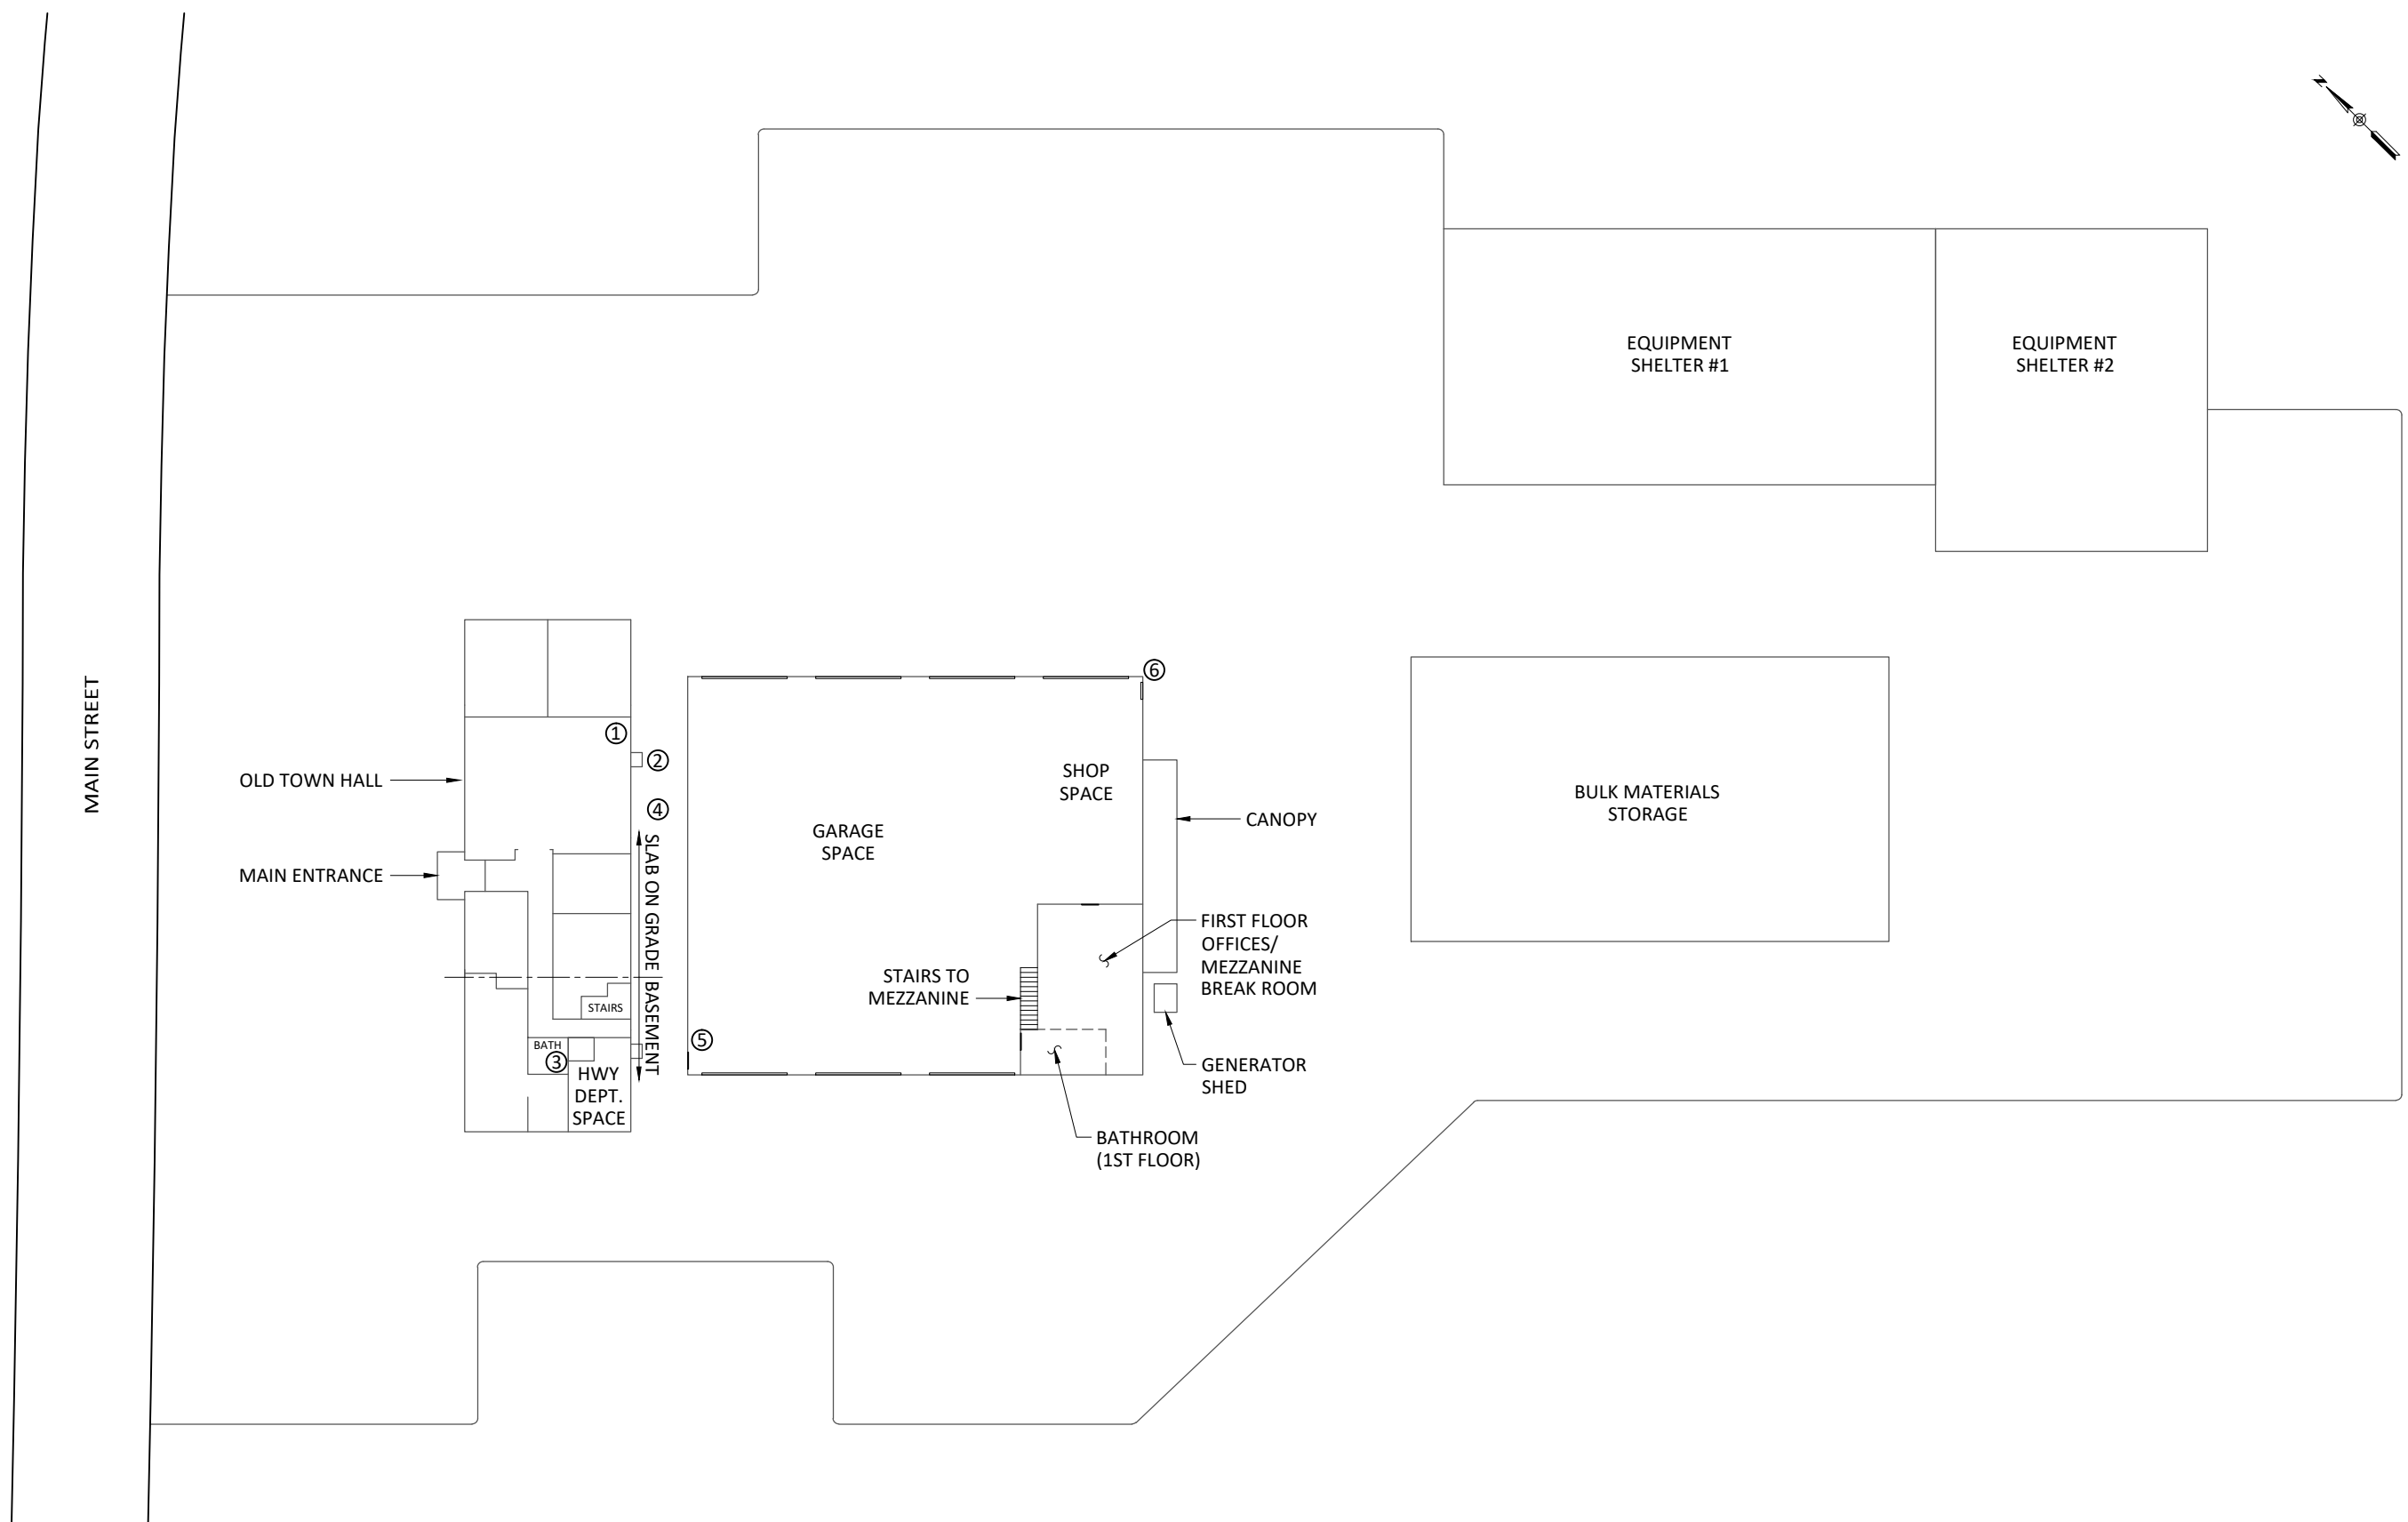 N
EQUIPMENT
SHELTER #1
EQUIPMENT
SHELTER #2
MAIN STREET
①
②
OLD TOWN HALL
④
MAIN ENTRANCE
SLAB ON GRADE BASEMENT
STAIRS
BATH
③
HWY
DEPT.
SPACE
⑥
SHOP
SPACE
GARAGE
SPACE
CANOPY
BULK MATERIALS
STORAGE
FIRST FLOOR
OFFICES/
MEZZANINE
BREAK ROOM
STAIRS TO
MEZZANINE
⑤
GENERATOR
SHED
BATHROOM
(1ST FLOOR)